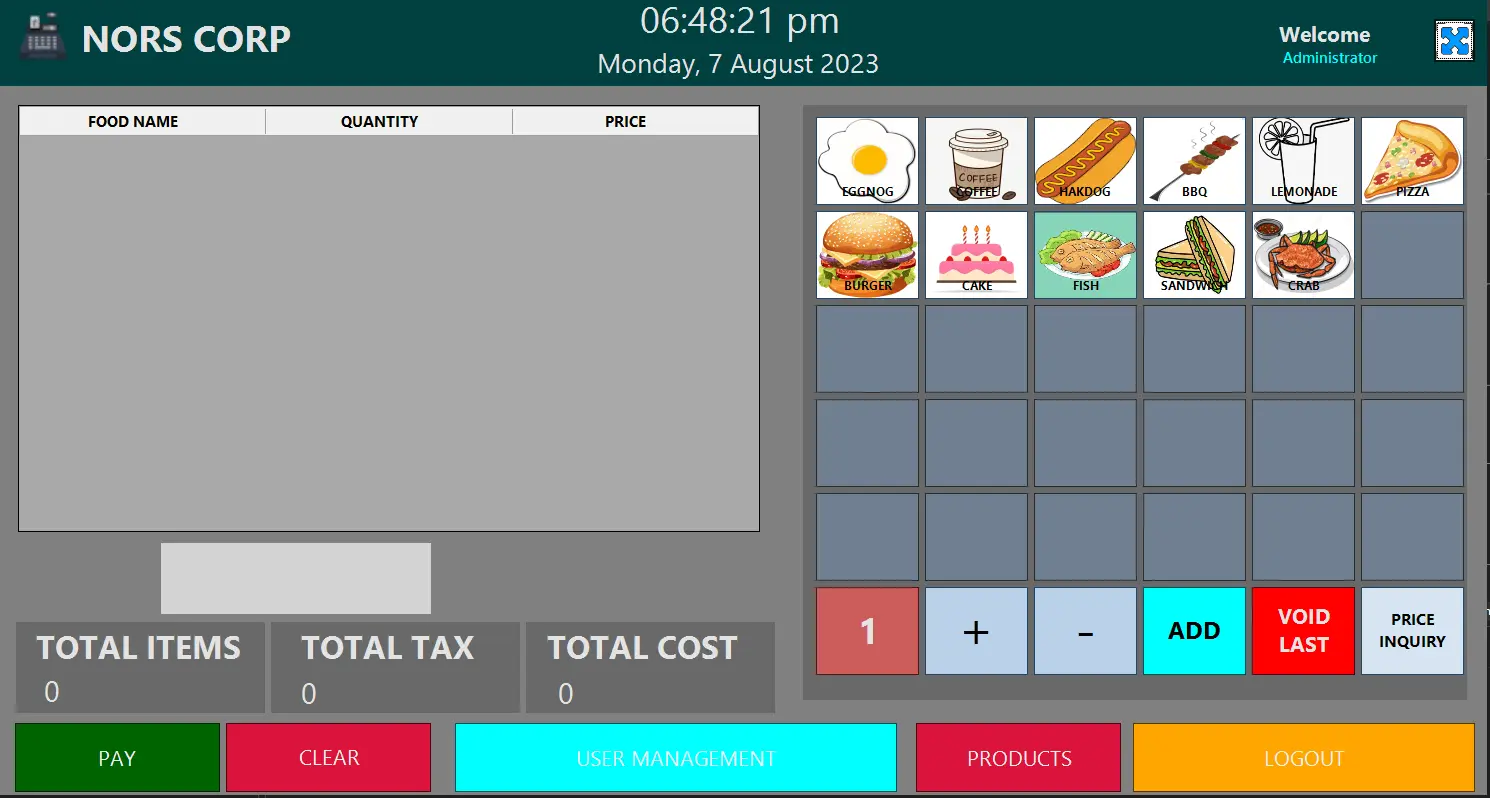 NORS CORP
06:48:21 pm
Monday, 7 August 2023
Welcome
Administrator
FOOD NAME QUANTITY PRICE
EGGNOG COFFEE HAKDOG BBQ LEMONADE PIZZA
COFFEE
BURGER CAKE FISH SANDWICH CRAB
1 + - ADD VOID LAST PRICE INQUIRY
TOTAL ITEMS TOTAL TAX TOTAL COST
0 0 0
PAY CLEAR USER MANAGEMENT PRODUCTS LOGOUT